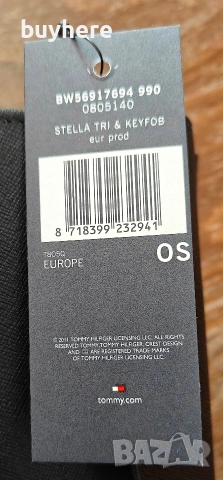 BW56917694 990
0805140
STELLA TRI & KEYFOB
eur prod
8 718399 232941
T805Q
EUROPE
OS
© 2011 TOMMY HILFIGER LICENSING LLC. ALL RIGHTS
RESERVED TOMMY, TOMMY HILFIGER, CREST DESIGN
AND ARE REGISTERED TRADE MARKS
OF TOMMY HILFIGER LICENSING LLC.
tommy.com
BAZAR